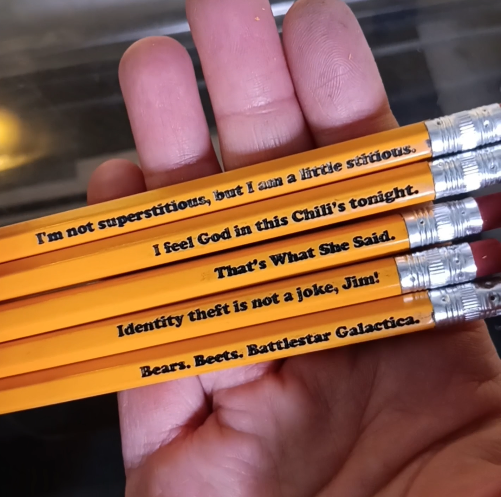 I'm not superstitious, but I am a little stitious.
I feel God in this Chili's tonight.
That's What She Said.
Identity theft is not a joke, Jim!
Bears. Beets. Battlestar Galactica.